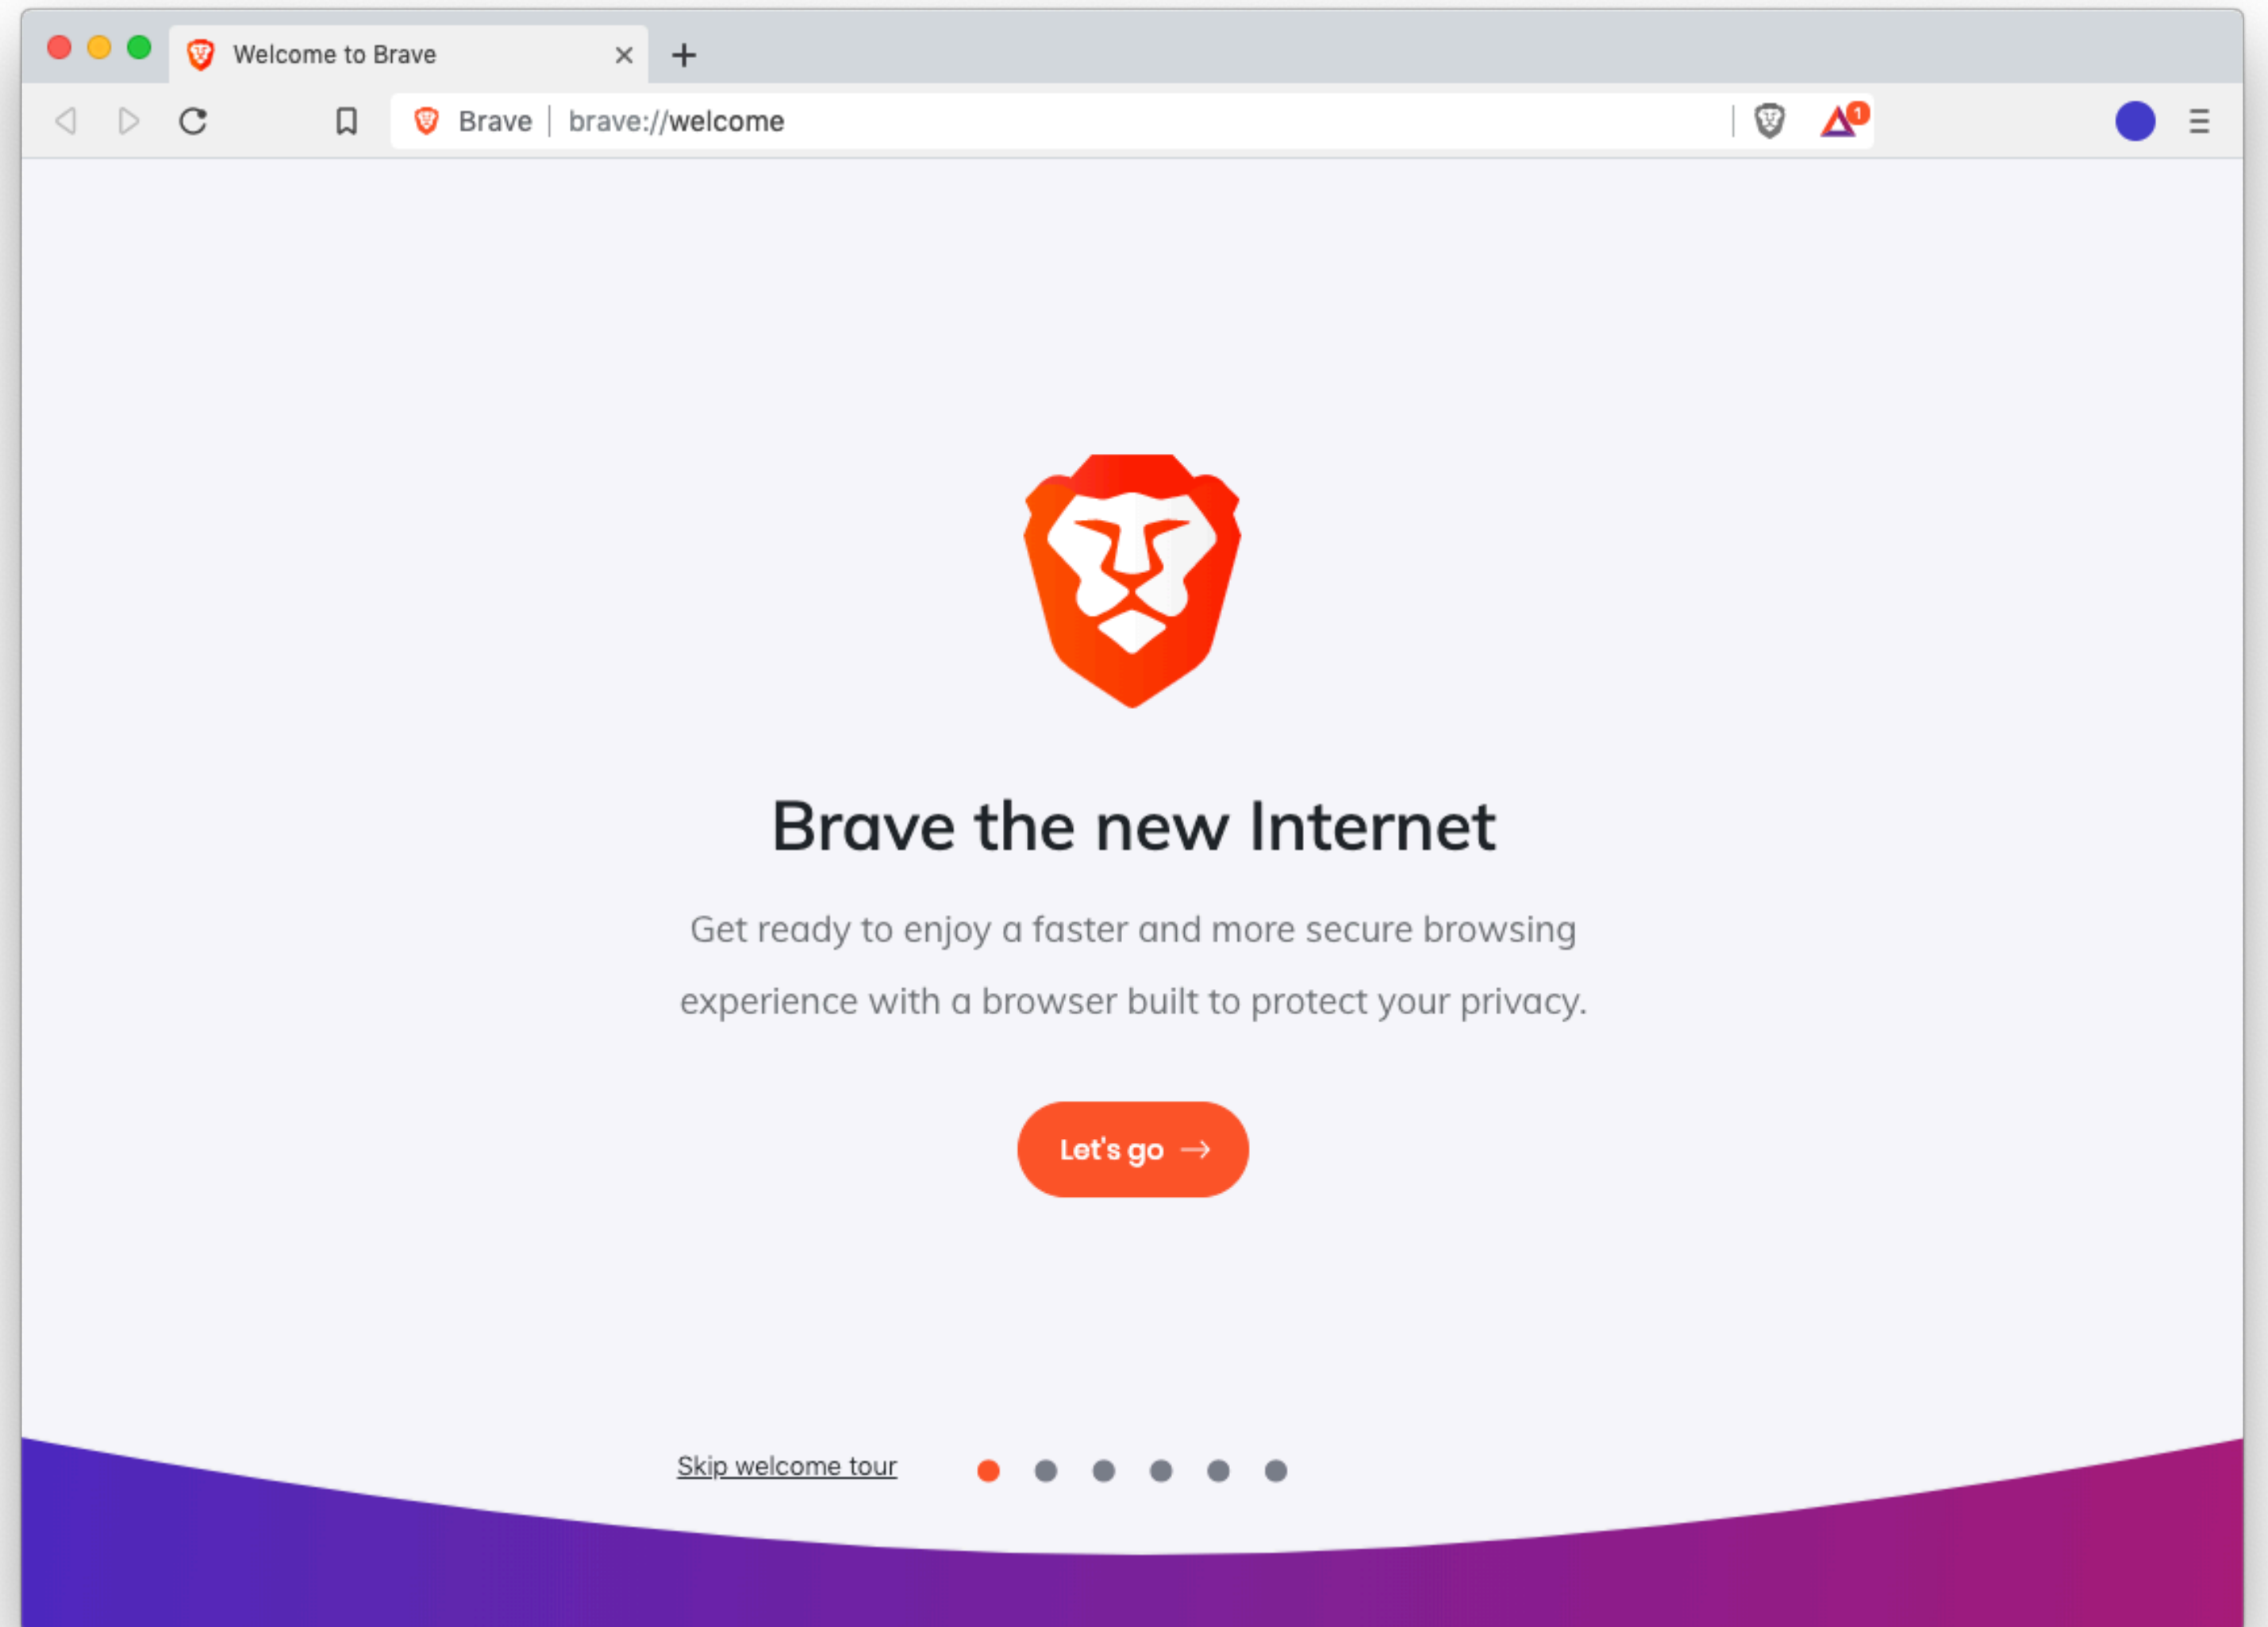 Welcome to Brave
Brave | brave://welcome
1
Brave the new Internet
Get ready to enjoy a faster and more secure browsing
experience with a browser built to protect your privacy.
Let's go →
Skip welcome tour